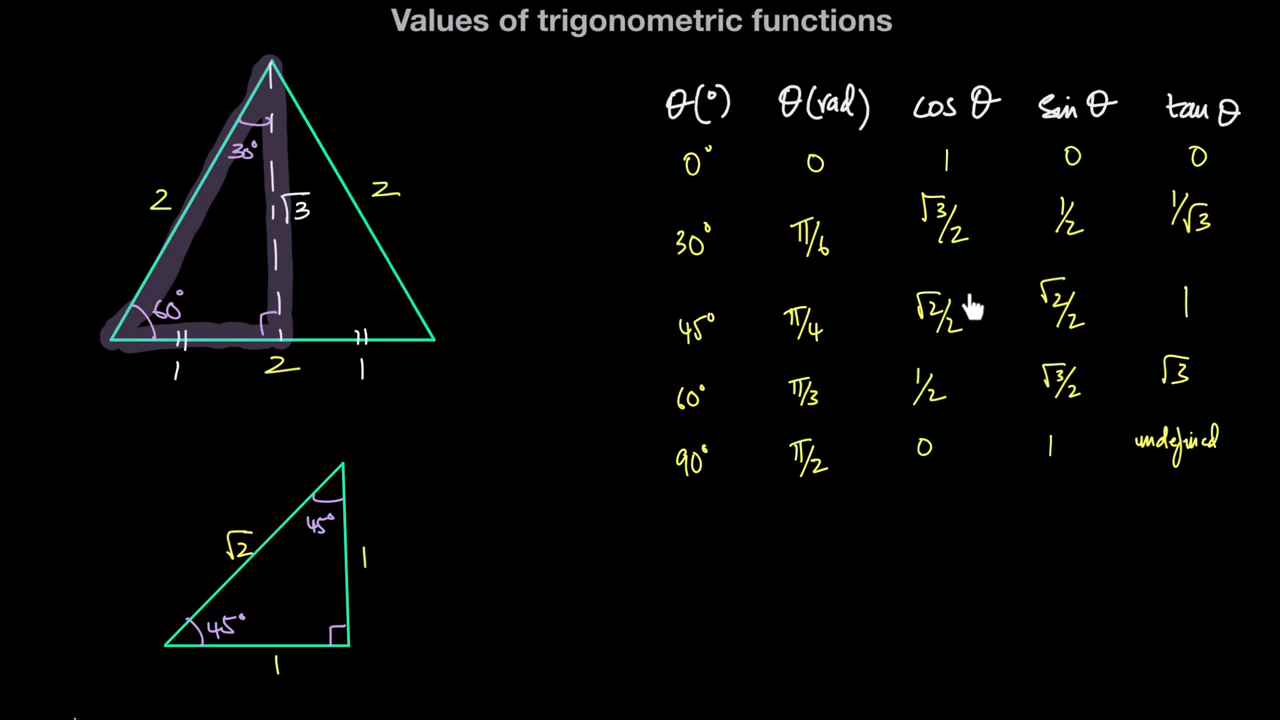 Values of trigonometric functions
30°
2
√3
2
60°
1
2
1
45°
√2
1
45°
1
θ(°) θ(rad) cos θ sin θ tan θ
0° 0 1 0 0
30° π/6 √3/2 1/2 1/√3
45° π/4 √2/2 √2/2 1
60° π/3 1/2 √3/2 √3
90° π/2 0 1 undefined